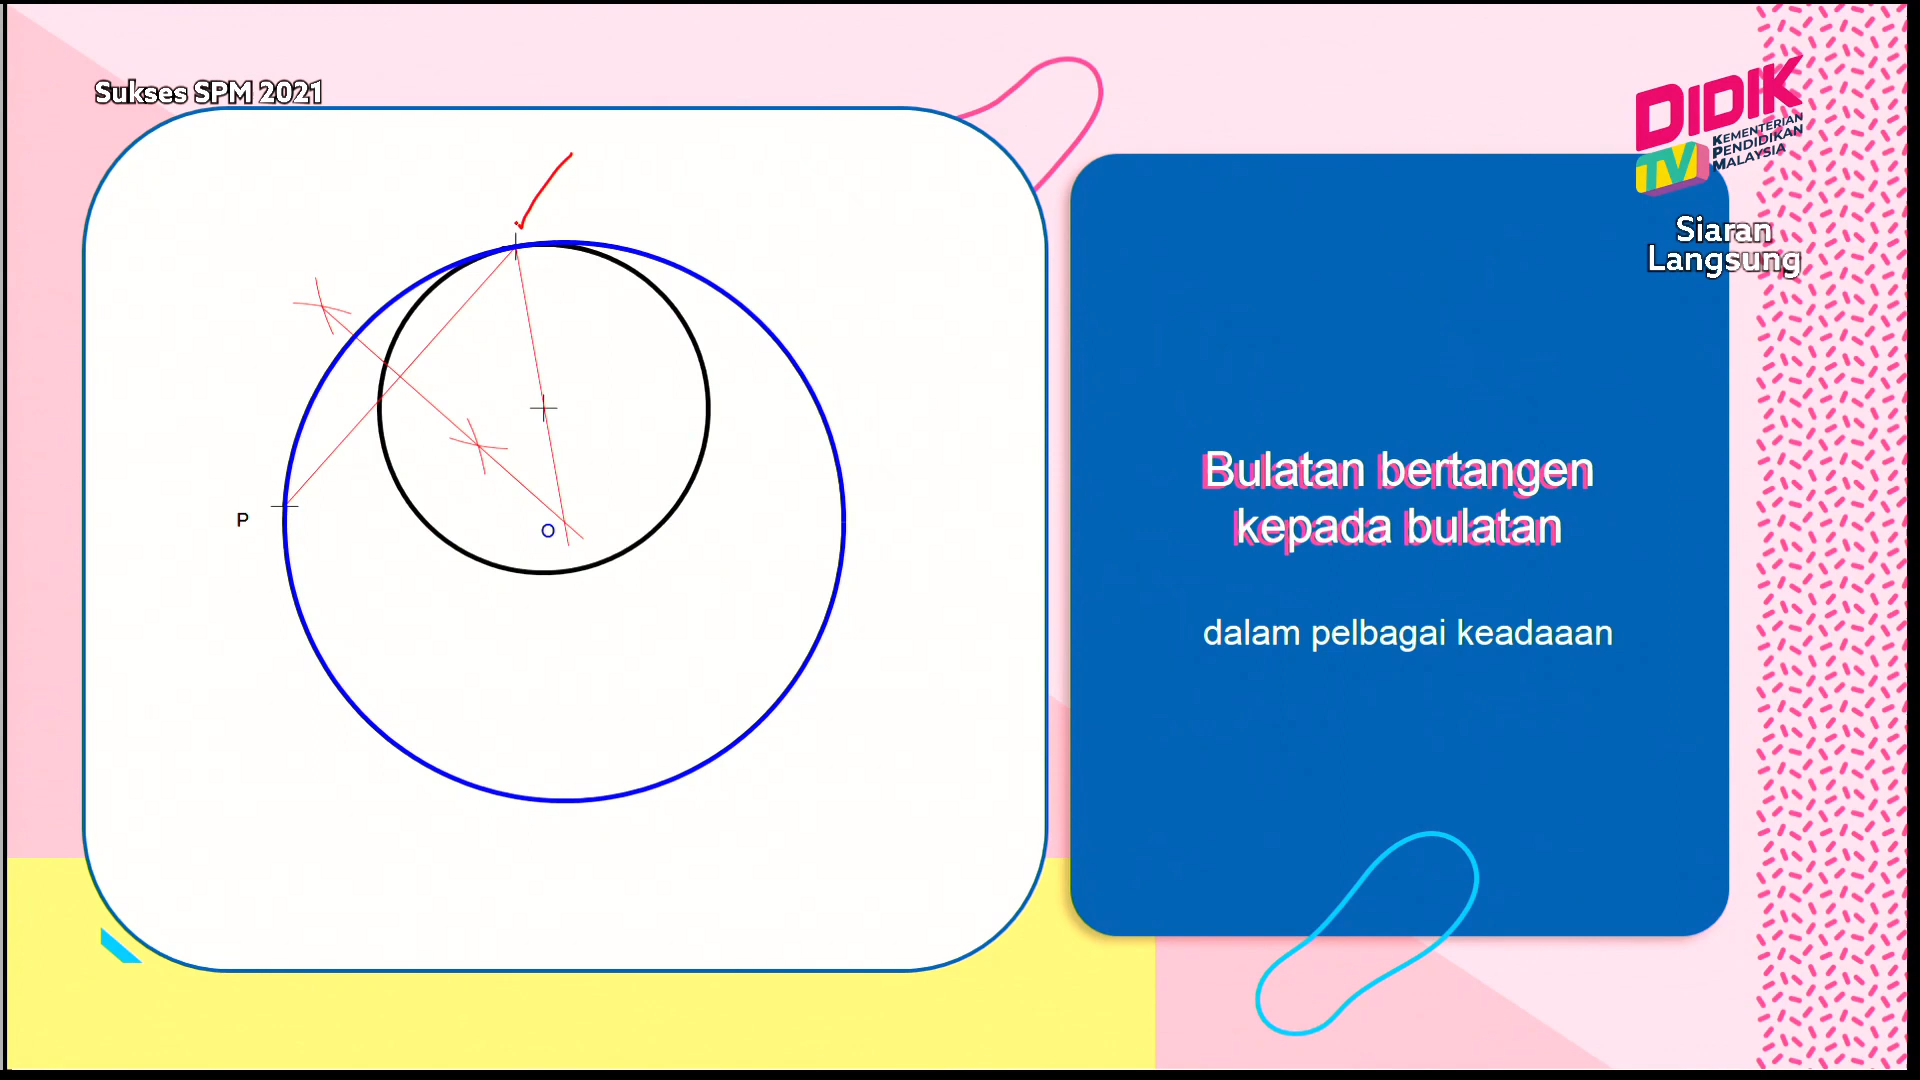 Sukses SPM 2021
DIDIK
TV
KEMENTERIAN
PENDIDIKAN
MALAYSIA
Siaran
Langsung
P
O
Bulatan bertangen
kepada bulatan
dalam pelbagai keadaaan